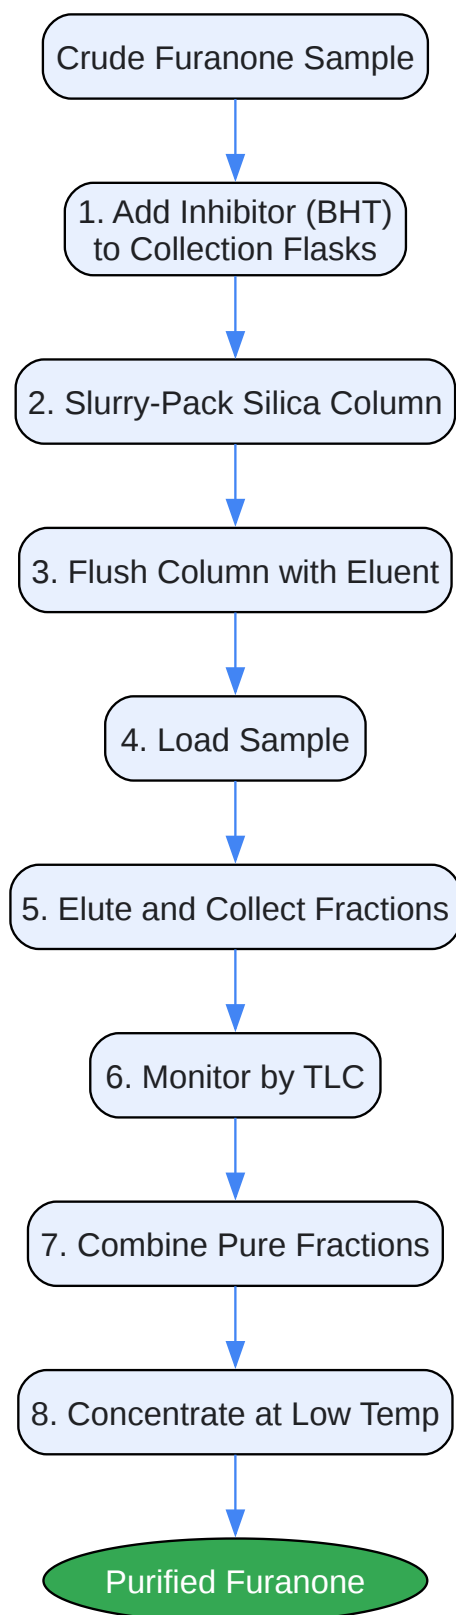 Crude Furanone Sample
1. Add Inhibitor (BHT)
to Collection Flasks
2. Slurry-Pack Silica Column
3. Flush Column with Eluent
4. Load Sample
5. Elute and Collect Fractions
6. Monitor by TLC
7. Combine Pure Fractions
8. Concentrate at Low Temp
Purified Furanone